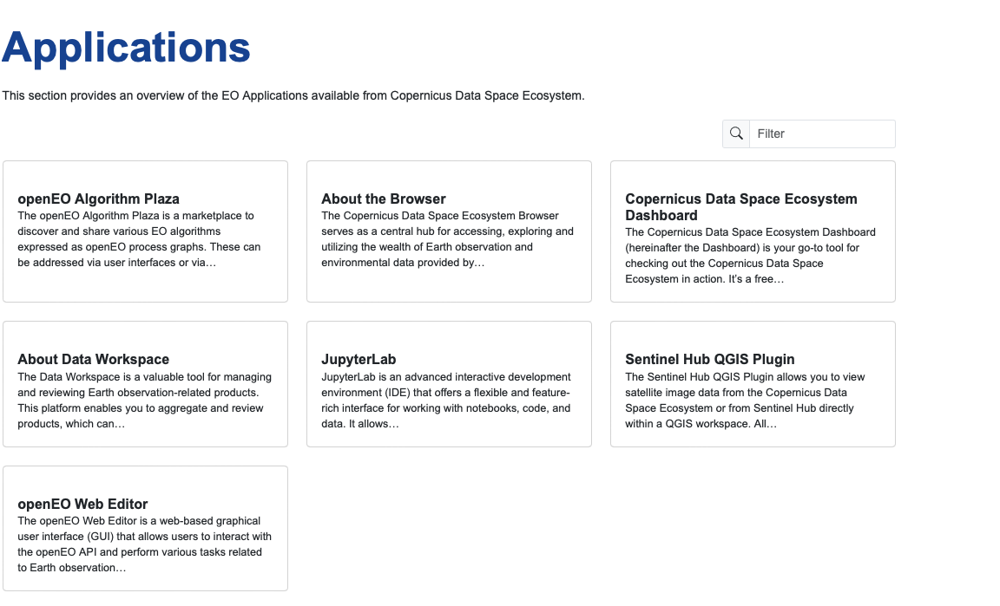 Applications
This section provides an overview of the EO Applications available from Copernicus Data Space Ecosystem.
Filter
openEO Algorithm Plaza
The openEO Algorithm Plaza is a marketplace to
discover and share various EO algorithms
expressed as openEO process graphs. These can
be addressed via user interfaces or via…
About the Browser
The Copernicus Data Space Ecosystem Browser
serves as a central hub for accessing, exploring and
utilizing the wealth of Earth observation and
environmental data provided by…
Copernicus Data Space Ecosystem
Dashboard
The Copernicus Data Space Ecosystem Dashboard
(hereinafter the Dashboard) is your go-to tool for
checking out the Copernicus Data Space
Ecosystem in action. It’s a free…
About Data Workspace
The Data Workspace is a valuable tool for managing
and reviewing Earth observation-related products.
This platform enables you to aggregate and review
products, which can…
JupyterLab
JupyterLab is an advanced interactive development
environment (IDE) that offers a flexible and feature-
rich interface for working with notebooks, code, and
data. It allows…
Sentinel Hub QGIS Plugin
The Sentinel Hub QGIS Plugin allows you to view
satellite image data from the Copernicus Data
Space Ecosystem or from Sentinel Hub directly
within a QGIS workspace. All…
openEO Web Editor
The openEO Web Editor is a web-based graphical
user interface (GUI) that allows users to interact with
the openEO API and perform various tasks related
to Earth observation…